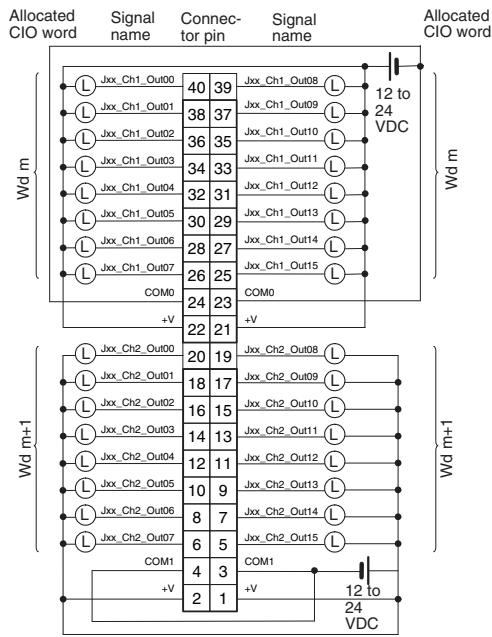 Allocated
CIO word
Signal
name
Connec-
tor pin
Signal
name
Allocated
CIO word
12 to
24
VDC
Wd m
Wd m
L Jxx_Ch1_Out00 40 39 Jxx_Ch1_Out08 L
L Jxx_Ch1_Out01 38 37 Jxx_Ch1_Out09 L
L Jxx_Ch1_Out02 36 35 Jxx_Ch1_Out10 L
L Jxx_Ch1_Out03 34 33 Jxx_Ch1_Out11 L
L Jxx_Ch1_Out04 32 31 Jxx_Ch1_Out12 L
L Jxx_Ch1_Out05 30 29 Jxx_Ch1_Out13 L
L Jxx_Ch1_Out06 28 27 Jxx_Ch1_Out14 L
L Jxx_Ch1_Out07 26 25 Jxx_Ch1_Out15 L
COM0 24 23 COM0
+V 22 21 +V
Wd m+1
Wd m+1
L Jxx_Ch2_Out00 20 19 Jxx_Ch2_Out08 L
L Jxx_Ch2_Out01 18 17 Jxx_Ch2_Out09 L
L Jxx_Ch2_Out02 16 15 Jxx_Ch2_Out10 L
L Jxx_Ch2_Out03 14 13 Jxx_Ch2_Out11 L
L Jxx_Ch2_Out04 12 11 Jxx_Ch2_Out12 L
L Jxx_Ch2_Out05 10 9 Jxx_Ch2_Out13 L
L Jxx_Ch2_Out06 8 7 Jxx_Ch2_Out14 L
L Jxx_Ch2_Out07 6 5 Jxx_Ch2_Out15 L
COM1 4 3 COM1
+V 2 1 +V
12 to
24
VDC